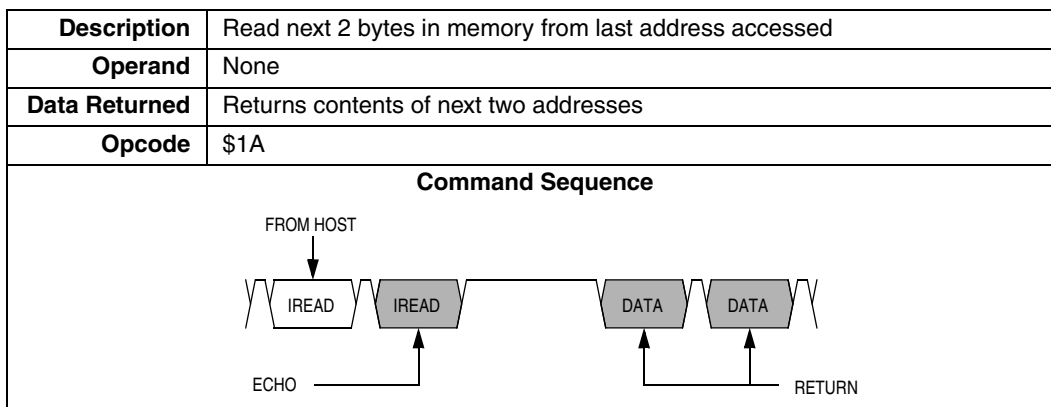 Description Read next 2 bytes in memory from last address accessed
Operand None
Data Returned Returns contents of next two addresses
Opcode $1A
Command Sequence
FROM HOST
IREAD IREAD DATA DATA
ECHO RETURN